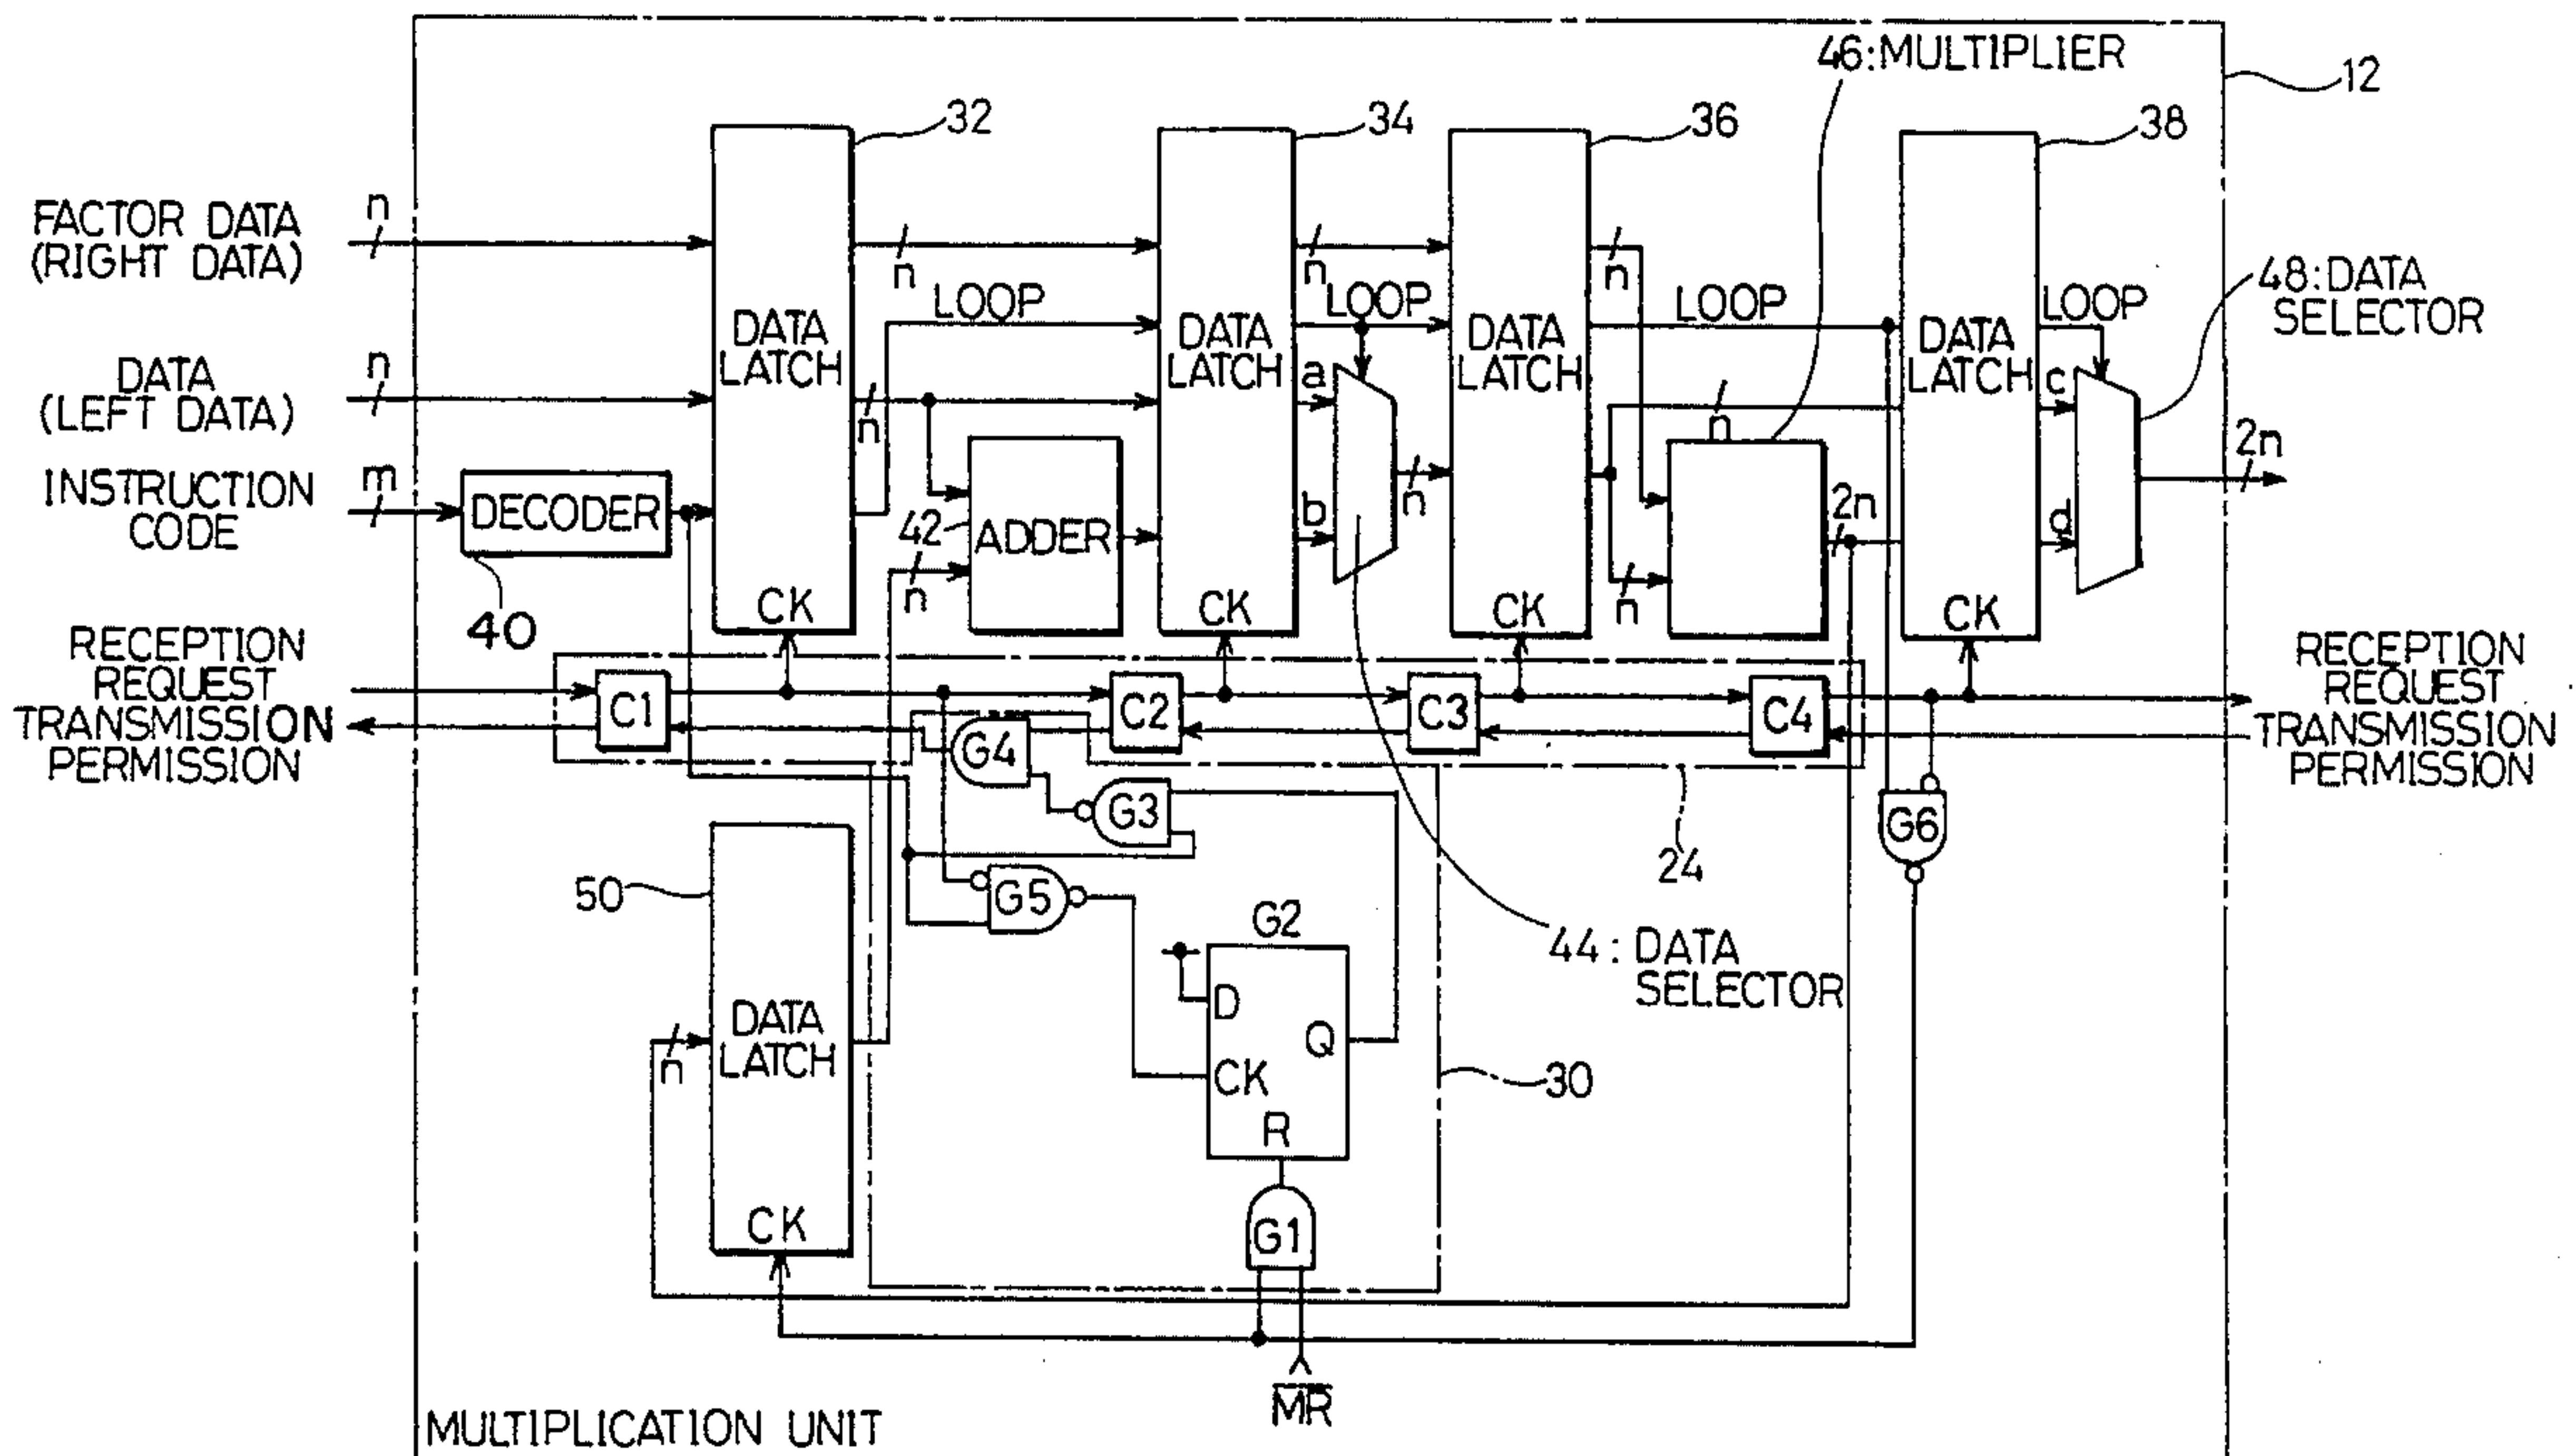 46:MULTIPLIER
12
32
34
36
38
FACTOR DATA
(RIGHT DATA)
n
n
n
n
LOOP
LOOP
LOOP
LOOP
48:DATA
SELECTOR
DATA
LATCH
DATA
LATCH
DATA
LATCH
DATA
LATCH
DATA
(LEFT DATA)
n
n
a
n
c
INSTRUCTION
CODE
m
DECODER
42
ADDER
n
b
n
n
2n
d
2n
40
CK
CK
CK
CK
RECEPTION
REQUEST
TRANSMISSION
PERMISSION
C1
C2
C3
C4
RECEPTION
REQUEST
TRANSMISSION
PERMISSION
G4
G3
G6
24
50
G5
G2
44: DATA
SELECTOR
D
Q
CK
R
30
n
DATA
LATCH
CK
G1
MR
MULTIPLICATION UNIT